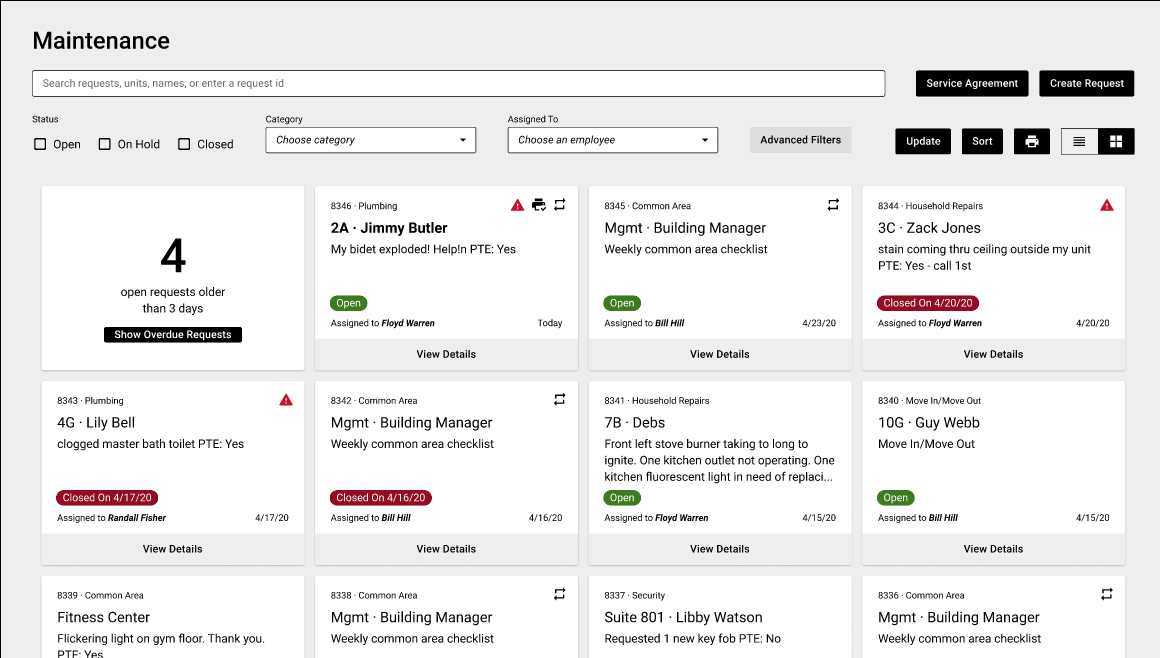 Maintenance
Search requests, units, names, or enter a request id
Service Agreement
Create Request
Status
Open
On Hold
Closed
Category
Choose category
Assigned To
Choose an employee
Advanced Filters
Update
Sort
4
open requests older
than 3 days
Show Overdue Requests
8346 · Plumbing
2A · Jimmy Butler
My bidet exploded! Help!n PTE: Yes
Open
Assigned to Floyd Warren
Today
View Details
8345 · Common Area
Mgmt · Building Manager
Weekly common area checklist
Open
Assigned to Bill Hill
4/23/20
View Details
8344 · Household Repairs
3C · Zack Jones
stain coming thru ceiling outside my unit
PTE: Yes - call 1st
Closed On 4/20/20
Assigned to Floyd Warren
4/20/20
View Details
8343 · Plumbing
4G · Lily Bell
clogged master bath toilet PTE: Yes
Closed On 4/17/20
Assigned to Randall Fisher
4/17/20
View Details
8342 · Common Area
Mgmt · Building Manager
Weekly common area checklist
Closed On 4/16/20
Assigned to Bill Hill
4/16/20
View Details
8341 · Household Repairs
7B · Debs
Front left stove burner taking to long to
ignite. One kitchen outlet not operating. One
kitchen fluorescent light in need of replaci...
Open
Assigned to Floyd Warren
4/15/20
View Details
8340 · Move In/Move Out
10G · Guy Webb
Move In/Move Out
Open
Assigned to Bill Hill
4/15/20
View Details
8339 · Common Area
Fitness Center
Flickering light on gym floor. Thank you.
PTE: Yes
8338 · Common Area
Mgmt · Building Manager
Weekly common area checklist
8337 · Security
Suite 801 · Libby Watson
Requested 1 new key fob PTE: No
8336 · Common Area
Mgmt · Building Manager
Weekly common area checklist